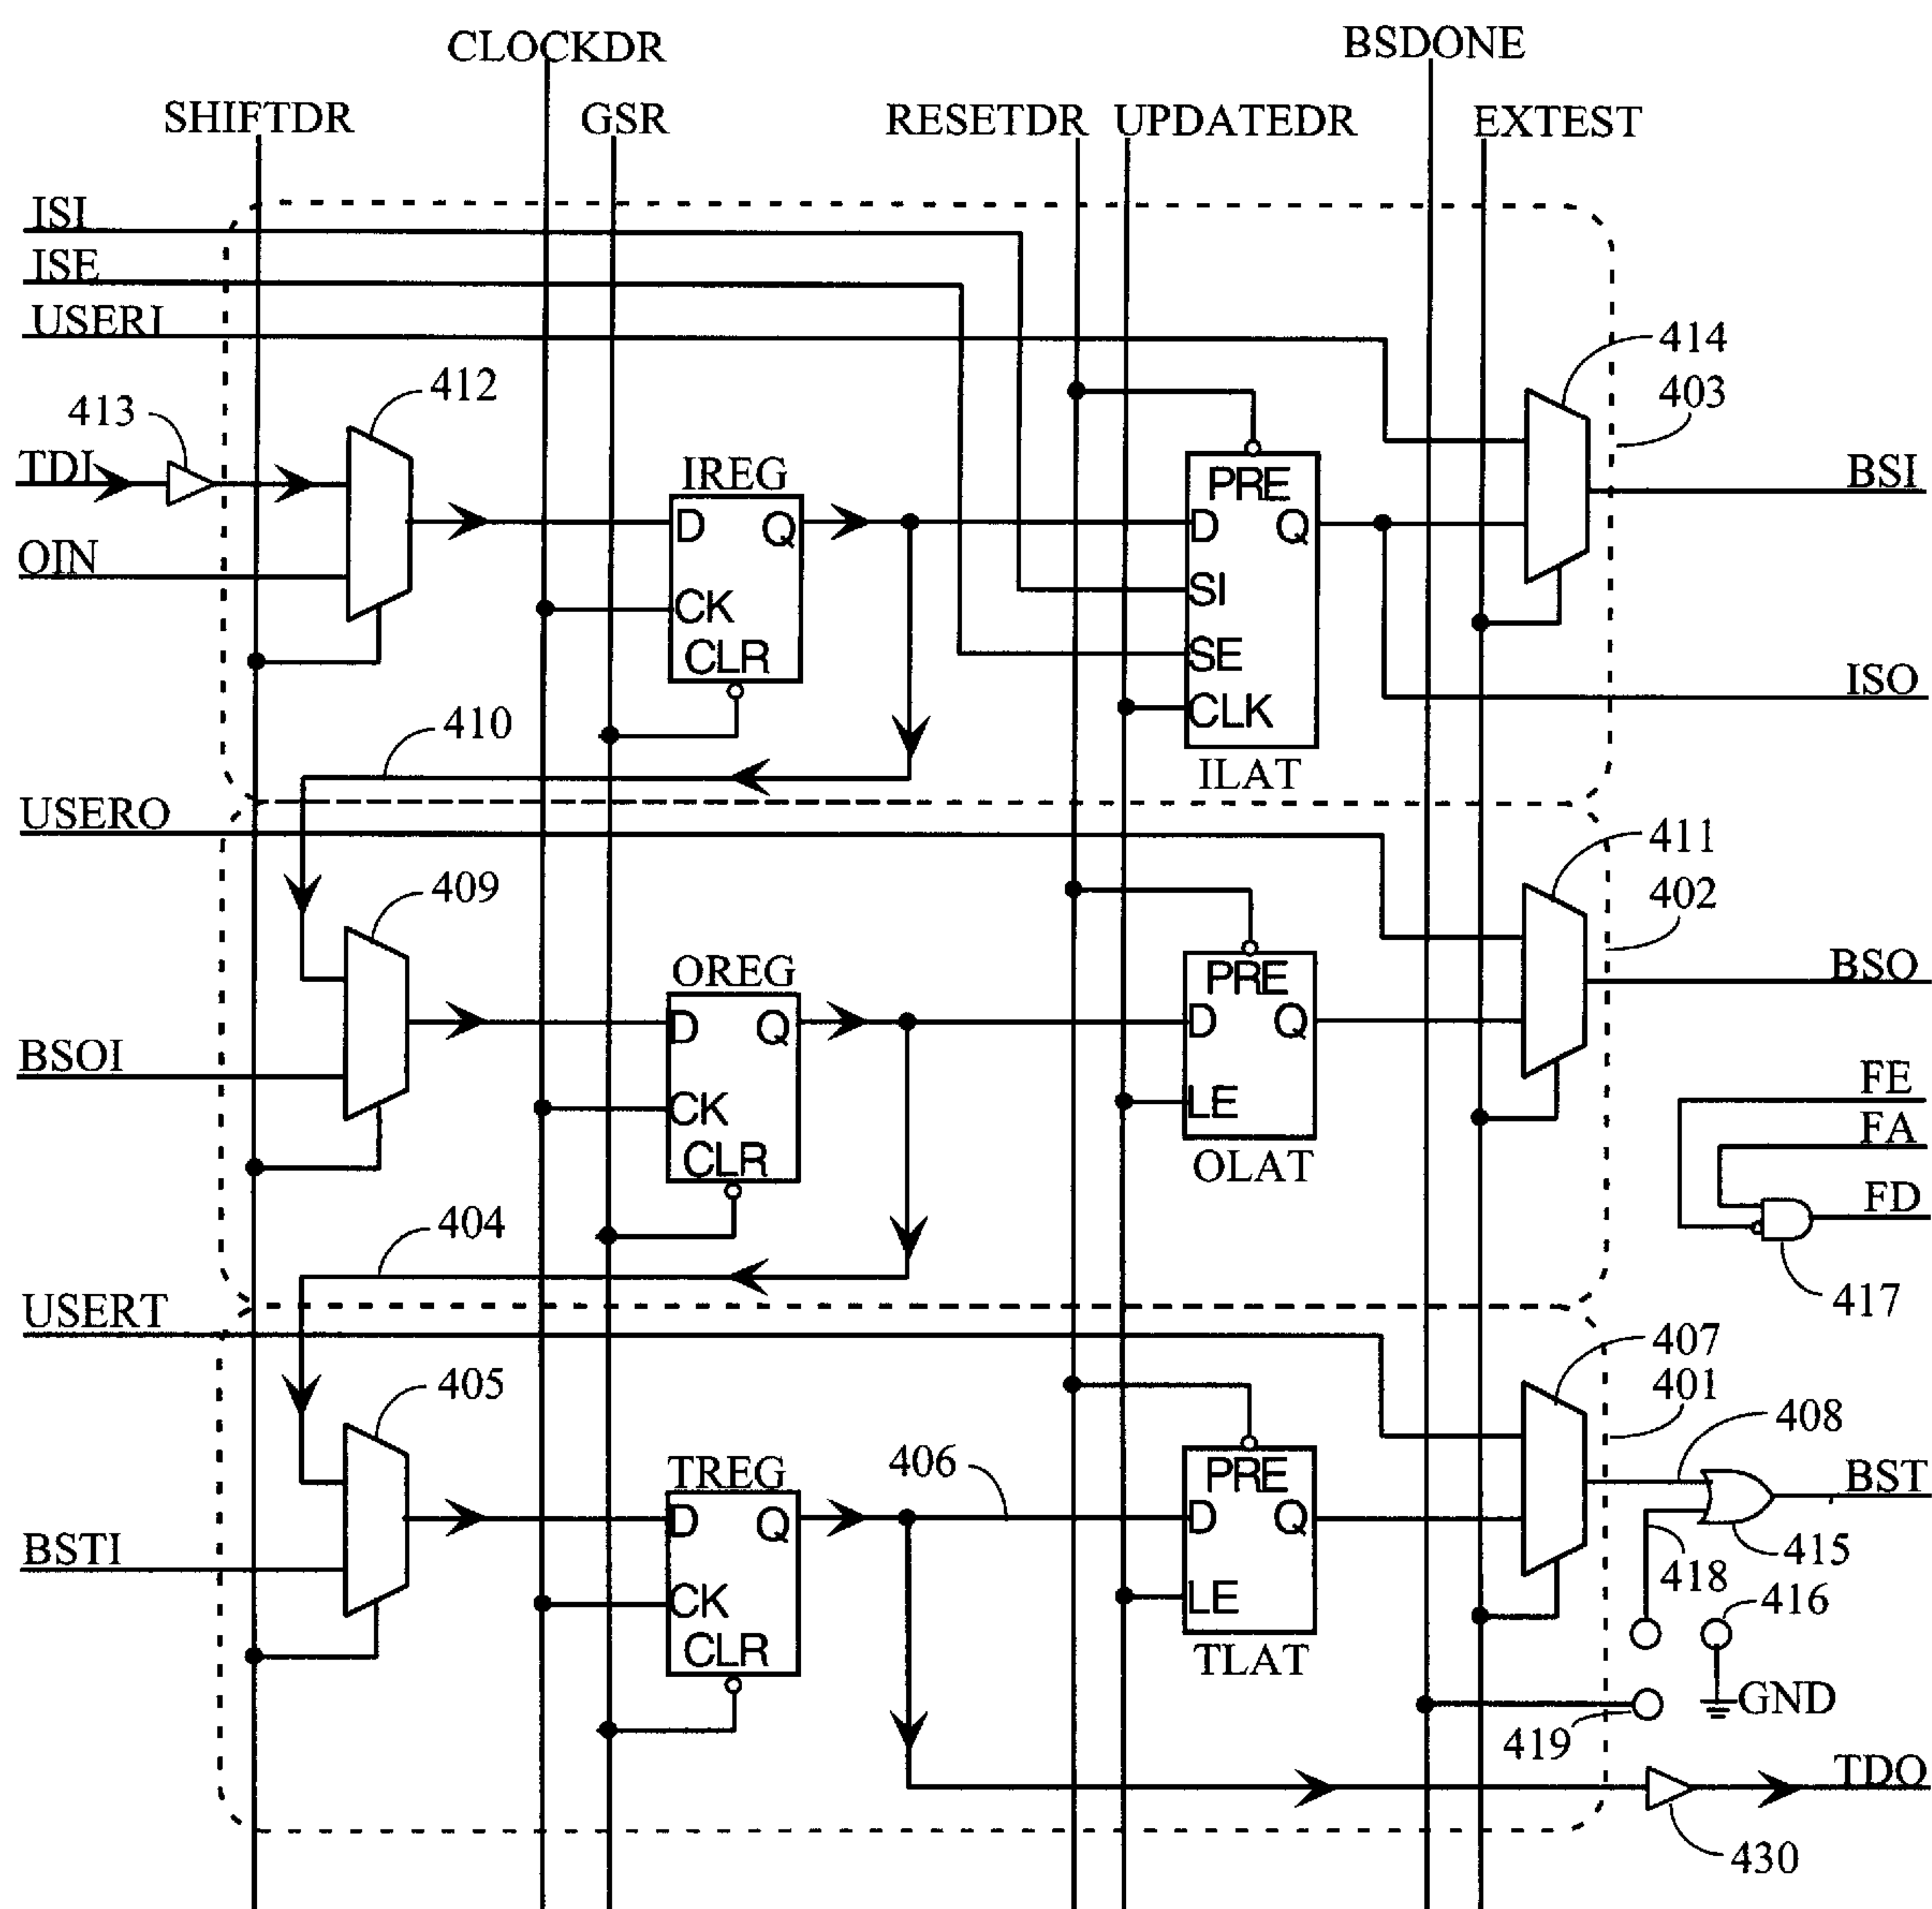 CLOCKDR
BSDONE
SHIFTDR
GSR
RESETDR
UPDATEDR
EXTEST
ISI
ISE
USERI
414
412
403
413
TDI
IREG
PRE
BSI
D Q
D Q
OIN
SI
CK
CLR
SE
ISO
CLK
410
ILAT
USERO
411
409
402
OREG
PRE
BSO
D Q
D Q
BSOI
FE
CK
LE
FA
CLR
OLAT
FD
404
417
USERT
407
405
401
408
TREG
406
PRE
BST
D Q
D Q
BSTI
415
418
CK
LE
416
CLR
TLAT
GND
419
TDO
430